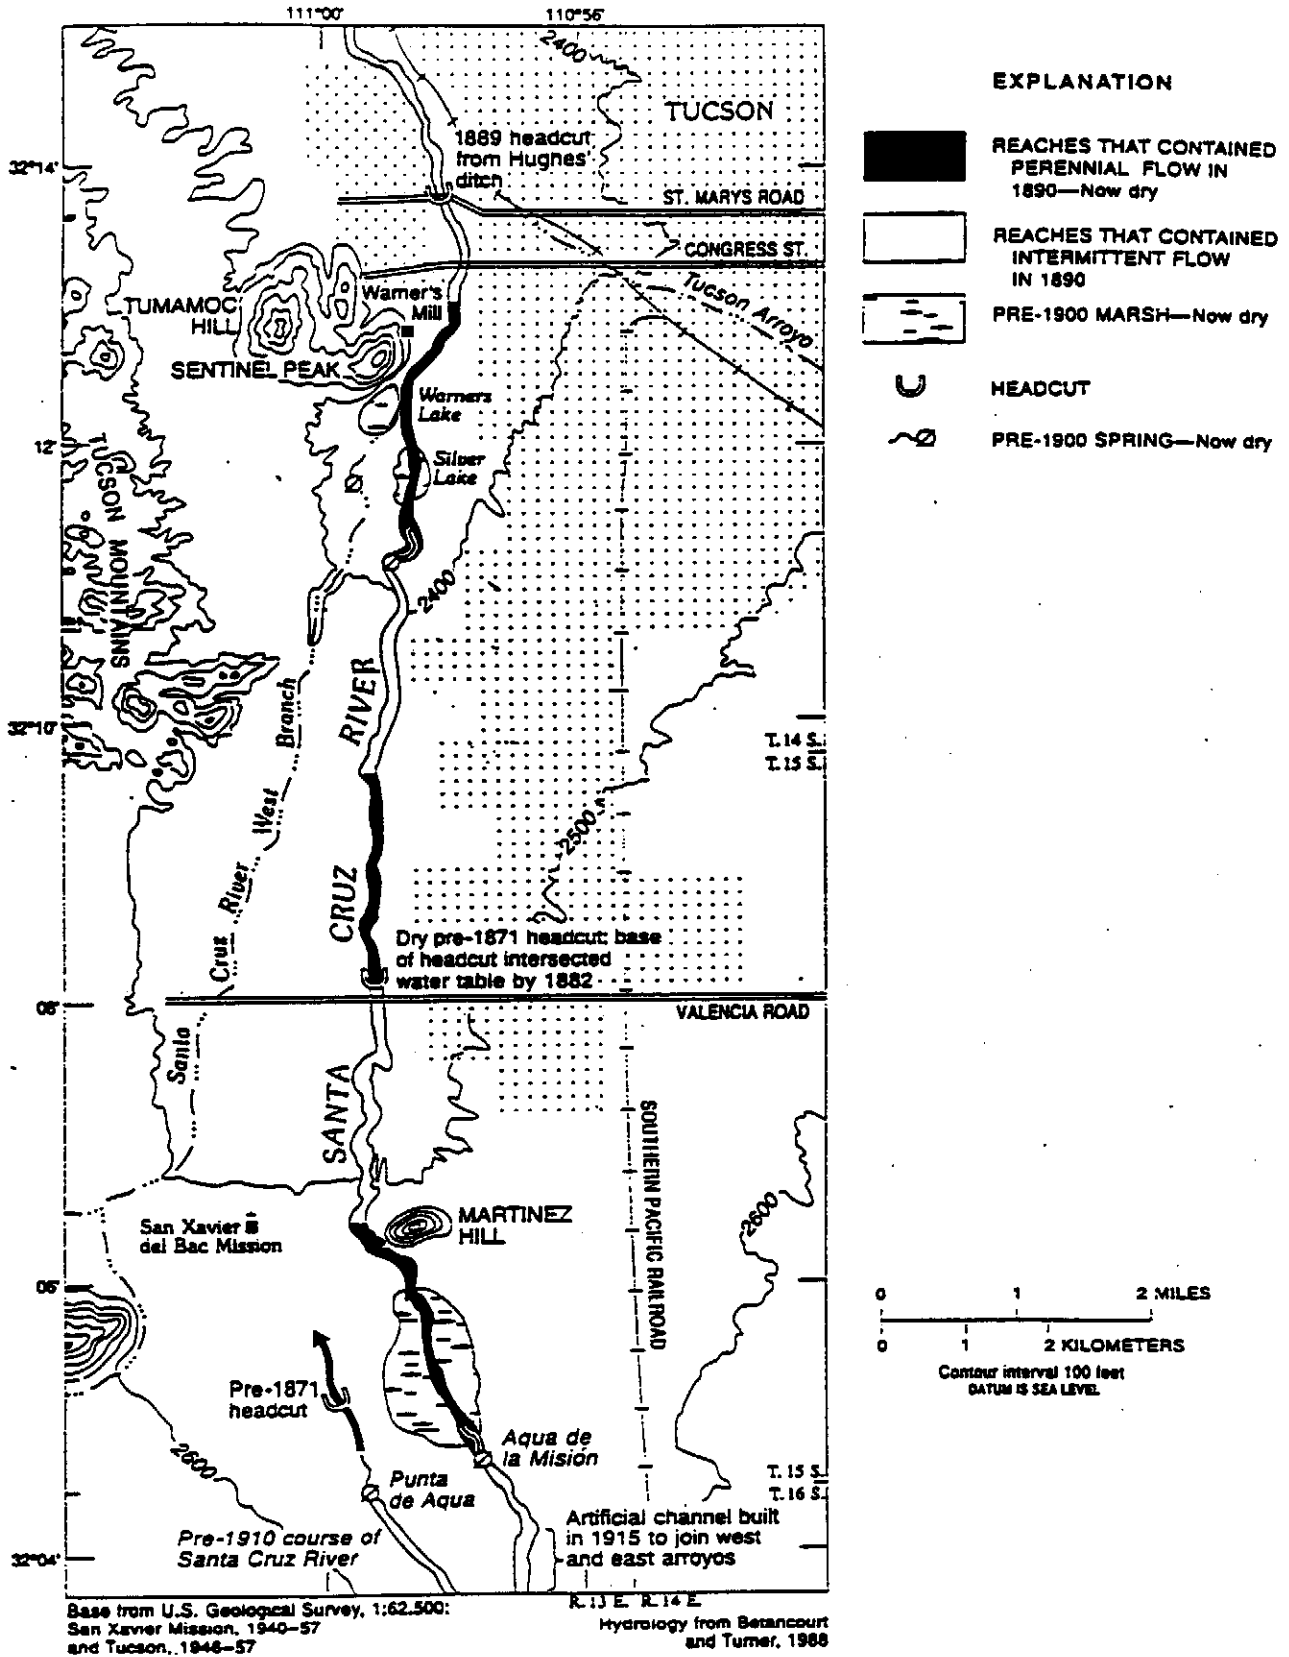 111°00'
110°56'
2400
TUCSON
1889 headcut
from Hughes'
ditch
32°14'
ST. MARYS ROAD
CONGRESS ST.
Tucson Arroyo
TUMAMOC
HILL
Warner's
Mill
SENTINEL PEAK
Warners
Lake
12'
Silver
Lake
TUCSON MOUNTAINS
2400
32°10'
T. 14 S.
T. 15 S.
2500
Santa Cruz River West Branch
SANTA CRUZ RIVER
Dry pre-1871 headcut; base
of headcut intersected
water table by 1882
08'
VALENCIA ROAD
SOUTHERN PACIFIC RAILROAD
2600
San Xavier
del Bac Mission
MARTINEZ
HILL
06'
Pre-1871
headcut
2600
Aqua de
la Misión
Punta
de Aqua
T. 15 S.
T. 16 S.
Pre-1910 course of
Santa Cruz River
Artificial channel built
in 1915 to join west
and east arroyos
32°04'
R. 13 E. R. 14 E.
Base from U.S. Geological Survey, 1:62,500:
San Xavier Mission, 1940–57
and Tucson, 1946–57
Hydrology from Betancourt
and Turner, 1988
EXPLANATION
REACHES THAT CONTAINED
PERENNIAL FLOW IN
1890—Now dry
REACHES THAT CONTAINED
INTERMITTENT FLOW
IN 1890
PRE-1900 MARSH—Now dry
HEADCUT
PRE-1900 SPRING—Now dry
0 1 2 MILES
0 1 2 KILOMETERS
Contour interval 100 feet
DATUM IS SEA LEVEL